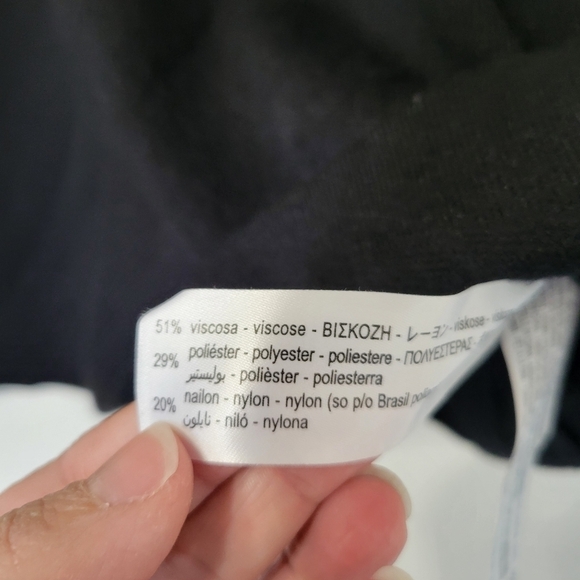 51% viscosa - viscose - ΒΙΣΚΟΖΗ - レーヨン - viskose -
29% poliéster - polyester - poliestere - ΠΟΛΥΕΣΤΕΡΑΣ -
بوليستير - polièster - poliesterra
20% nailon - nylon - nylon (so p/o Brasil
نايلون - niló - nylona